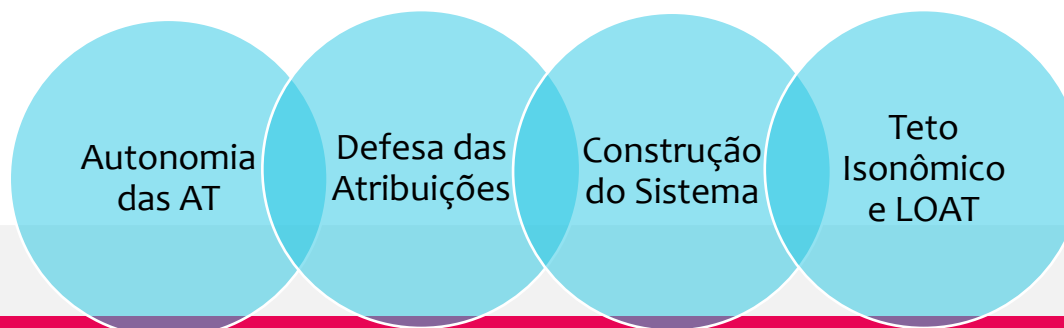 Autonomia
das AT
Defesa das
Atribuições
Construção
do Sistema
Teto
Isonômico
e LOAT